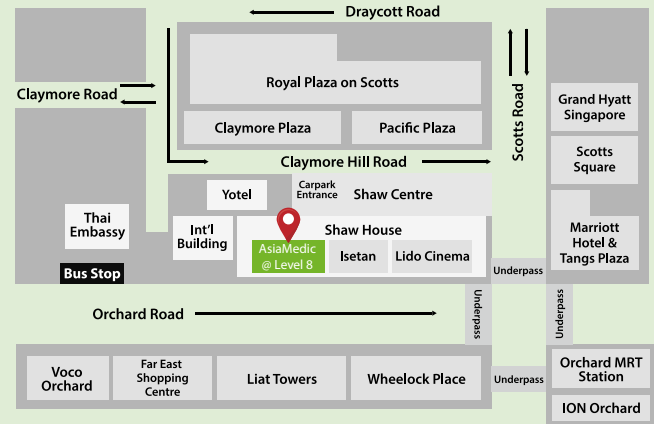 Draycott Road
Royal Plaza on Scotts
Claymore Road
Scotts Road
Grand Hyatt
Singapore
Claymore Plaza
Pacific Plaza
Claymore Hill Road
Scotts
Square
Yotel
Carpark
Entrance
Shaw Centre
Thai
Embassy
Int'l
Building
Shaw House
AsiaMedic
@ Level 8
Isetan
Lido Cinema
Marriott
Hotel &
Tangs Plaza
Bus Stop
Underpass
Orchard Road
Underpass
Underpass
Voco
Orchard
Far East
Shopping
Centre
Liat Towers
Wheelock Place
Underpass
Orchard MRT
Station
ION Orchard